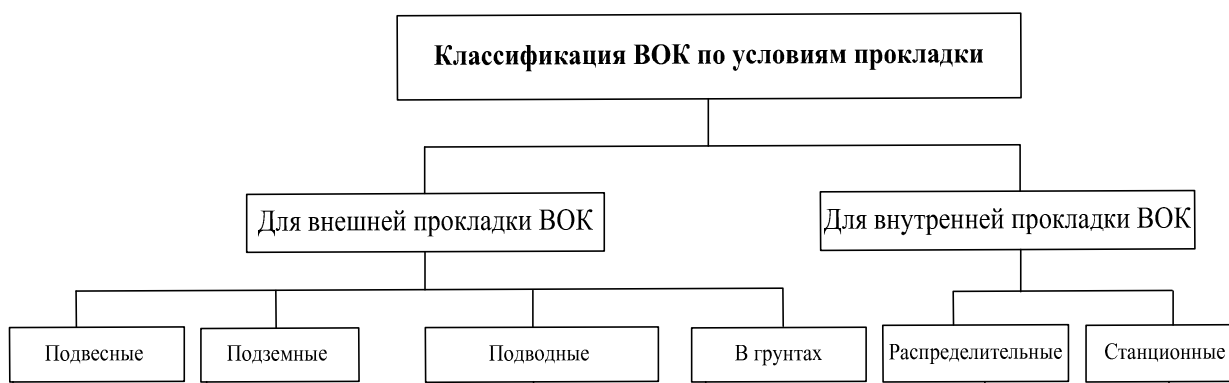 Классификация ВОК по условиям прокладки
Для внешней прокладки ВОК
Для внутренней прокладки ВОК
Подвесные
Подземные
Подводные
В грунтах
Распределительные
Станционные